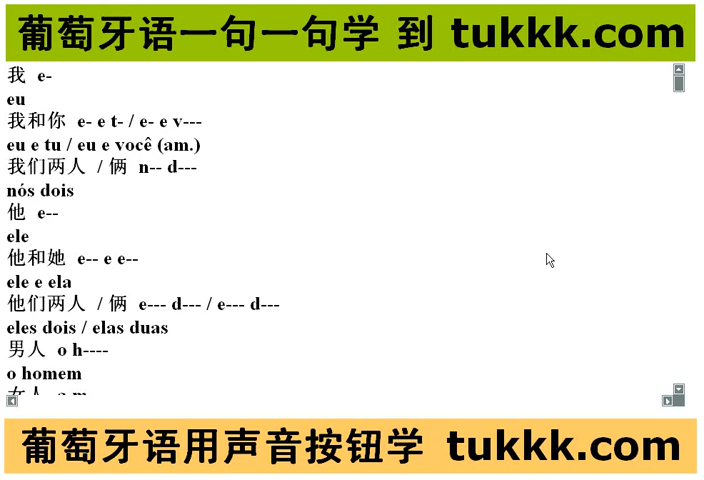 葡萄牙语一句一句学 到 tukkk.com
我 e-
eu
我和你 e- e t- / e- e v---
eu e tu / eu e você (am.)
我们两人 / 俩 n-- d---
nós dois
他 e--
ele
他和她 e-- e e--
ele e ela
他们两人 / 俩 e--- d--- / e--- d---
eles dois / elas duas
男人 o h----
o homem
葡萄牙语用声音按钮学 tukkk.com